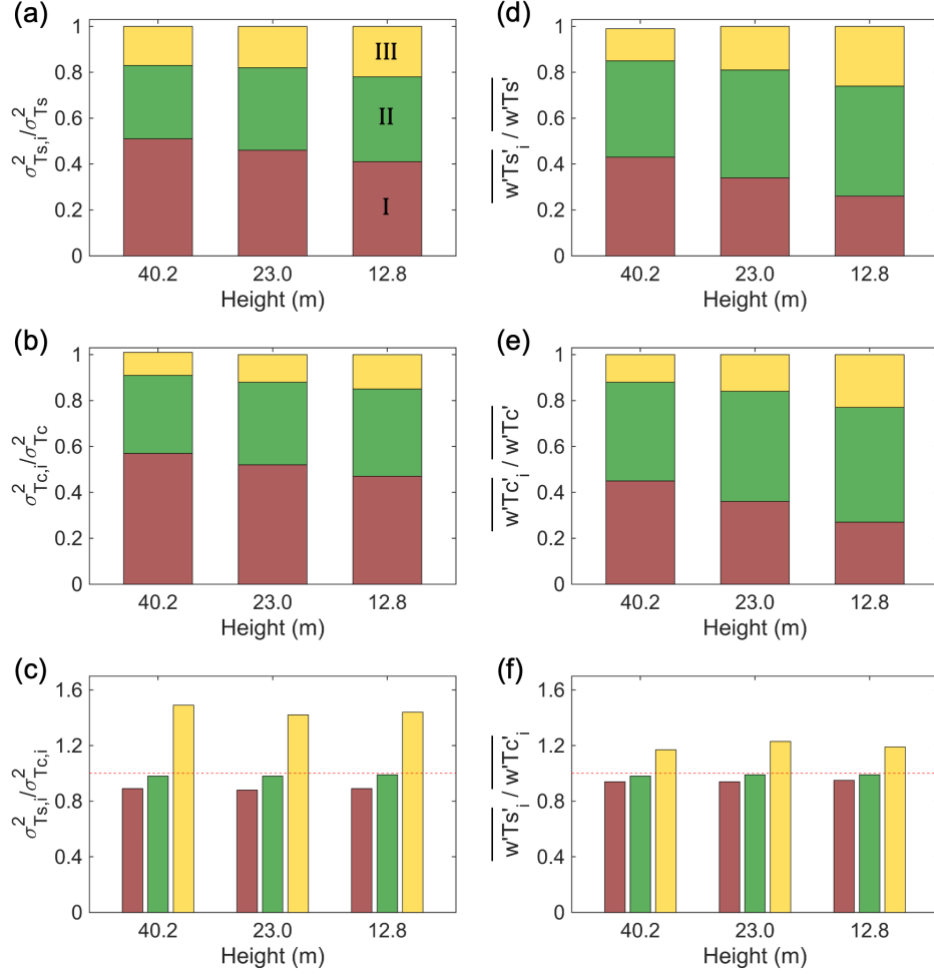 (a)
1
0.8
0.6
0.4
0.2
0
σ²Ts,i/σ²Ts
III
II
I
40.2 23.0 12.8
Height (m)
(d)
1
0.8
0.6
0.4
0.2
0
w'Ts'i / w'Ts'
40.2 23.0 12.8
Height (m)
(b)
1
0.8
0.6
0.4
0.2
0
σ²Tc,i/σ²Tc
40.2 23.0 12.8
Height (m)
(e)
1
0.8
0.6
0.4
0.2
0
w'Tc'i / w'Tc'
40.2 23.0 12.8
Height (m)
(c)
1.6
1.2
0.8
0.4
0
σ²Ts,i/σ²Tc,i
40.2 23.0 12.8
Height (m)
(f)
1.6
1.2
0.8
0.4
0
w'Ts'i / w'Tc'i
40.2 23.0 12.8
Height (m)